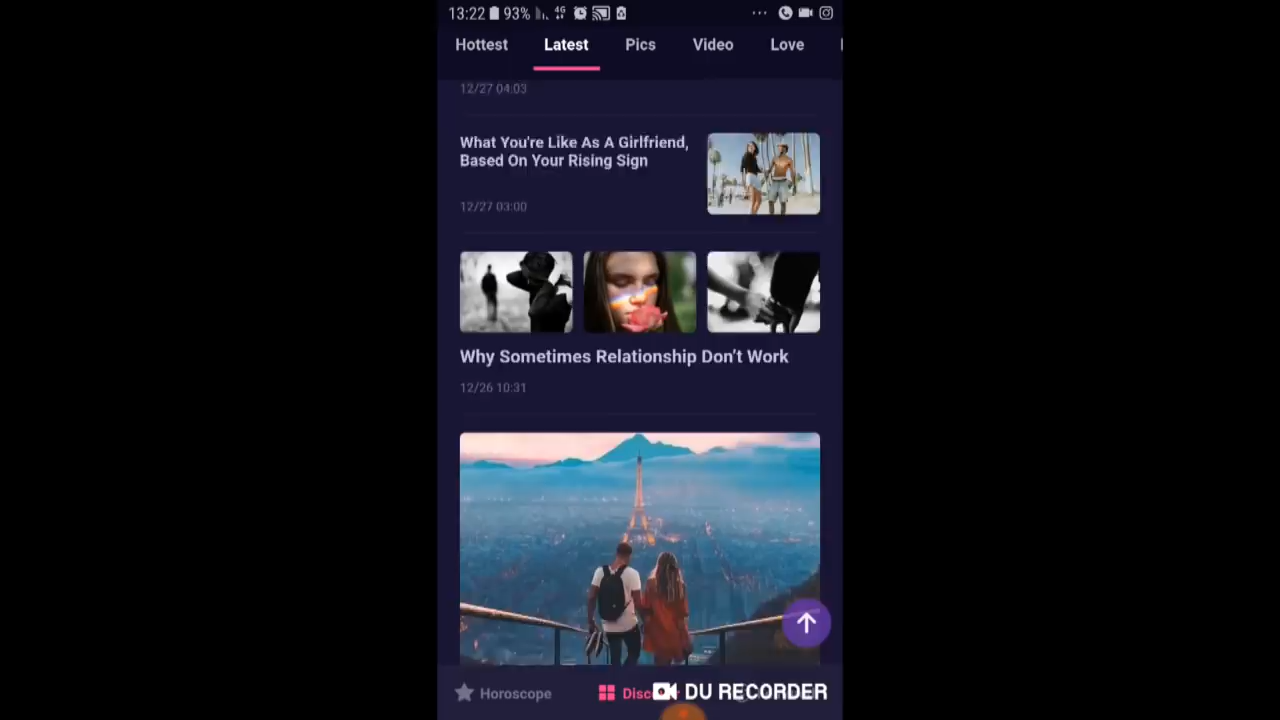 13:22 93% 4G
Hottest Latest Pics Video Love
12/27 04:03
What You're Like As A Girlfriend,
Based On Your Rising Sign
12/27 03:00
Why Sometimes Relationship Don't Work
12/26 10:31
Horoscope DU RECORDER